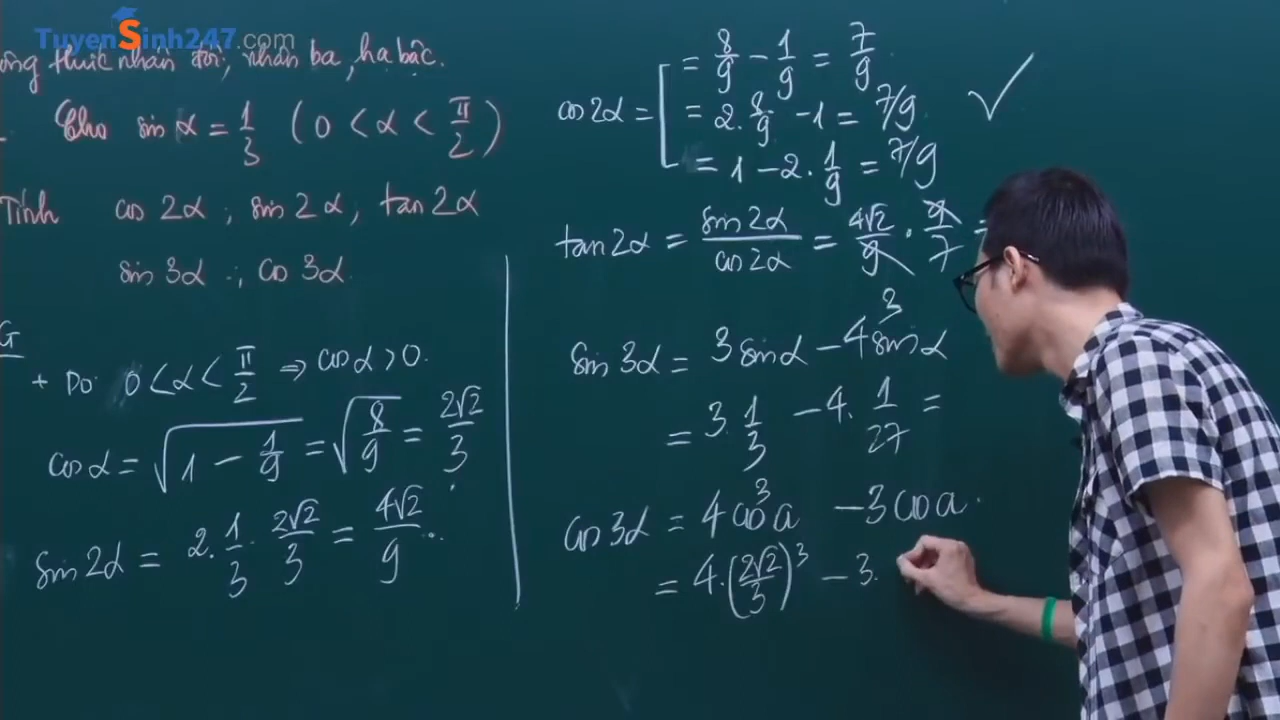 TuyenSinh247.com
ông thức nhân đôi, nhân ba, hạ bậc.
Cho sin α = 1/3 (0 < α < π/2)
Tính cos 2α ; sin 2α, tan 2α
sin 3α ; cos 3α.
G
+ Do 0 < α < π/2 ⇒ cos α > 0.
cos α = √(1 − 1/9) = √(8/9) = 2√2/3
sin 2α = 2. 1/3 . 2√2/3 = 4√2/9
cos 2α = [ = 8/9 − 1/9 = 7/9
= 2. 8/9 − 1 = 7/9 ✓
= 1 − 2. 1/9 = 7/9
tan 2α = sin 2α / cos 2α = 4√2/9 . 9/7 =
sin 3α = 3 sin α − 4 sin³ α
= 3. 1/3 − 4. 1/27 =
cos 3α = 4 cos³ a − 3 cos a.
= 4. (2√2/3)³ − 3.